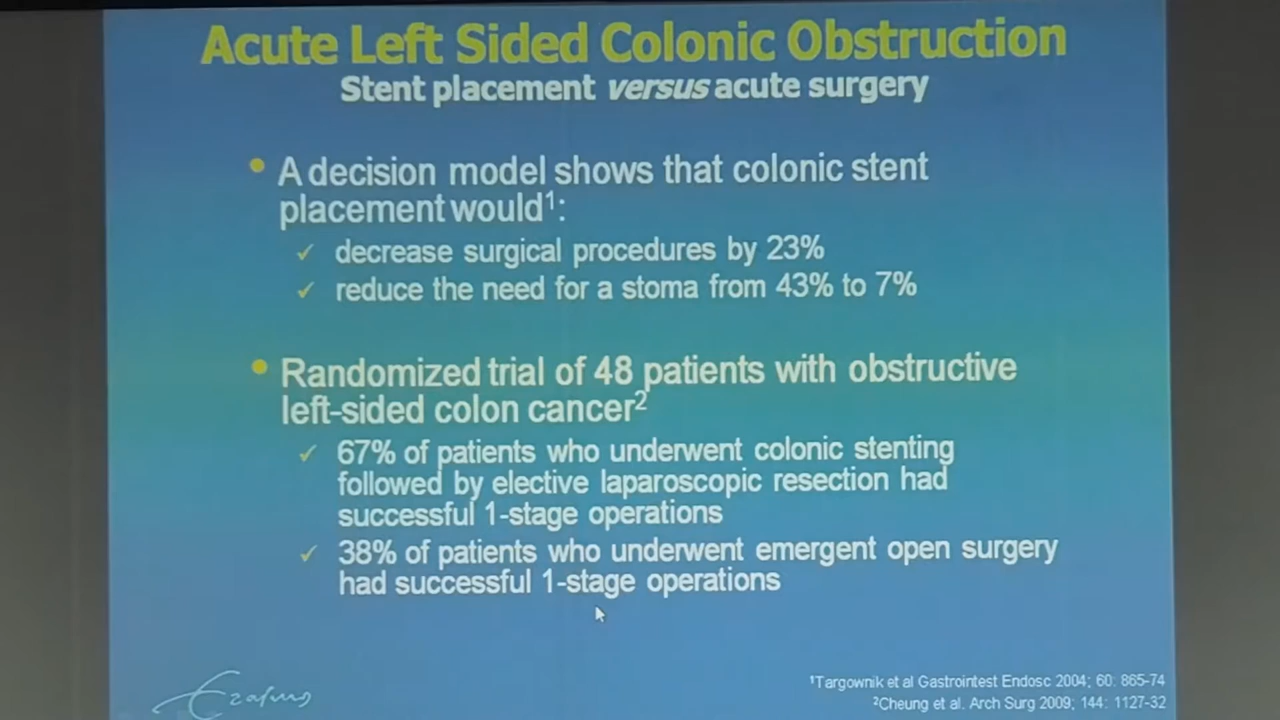 Acute Left Sided Colonic Obstruction
Stent placement versus acute surgery
• A decision model shows that colonic stent
placement would¹:
✓ decrease surgical procedures by 23%
✓ reduce the need for a stoma from 43% to 7%
• Randomized trial of 48 patients with obstructive
left-sided colon cancer²
✓ 67% of patients who underwent colonic stenting
followed by elective laparoscopic resection had
successful 1-stage operations
✓ 38% of patients who underwent emergent open surgery
had successful 1-stage operations
¹Targownik et al Gastrointest Endosc 2004; 60: 865-74
²Cheung et al. Arch Surg 2009; 144: 1127-32
Erasmus